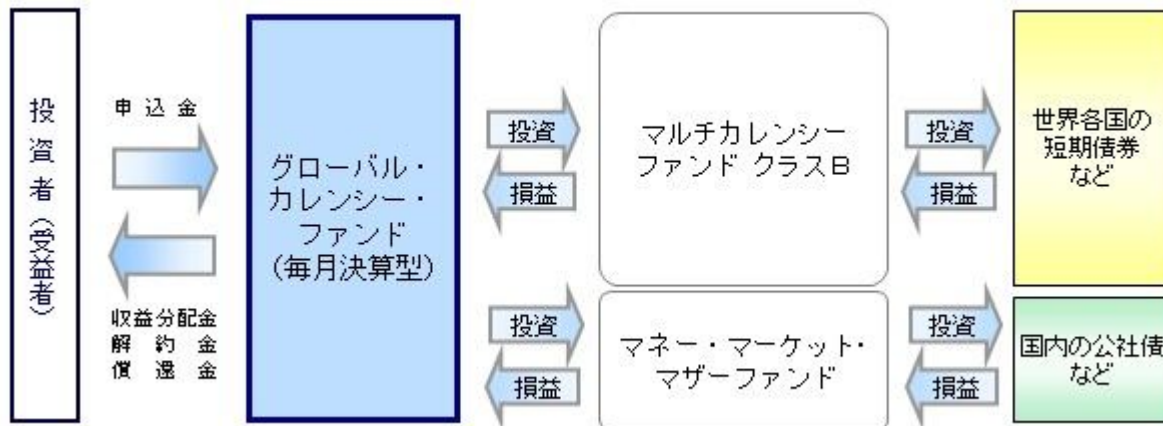 投資者(受益者)
申込金
収益分配金
解約金
償還金
グローバル・
カレンシー・
ファンド
(毎月決算型)
投資
損益
マルチカレンシー
ファンド クラスB
投資
損益
世界各国の
短期債券
など
投資
損益
マネー・マーケット・
マザーファンド
投資
損益
国内の公社債
など